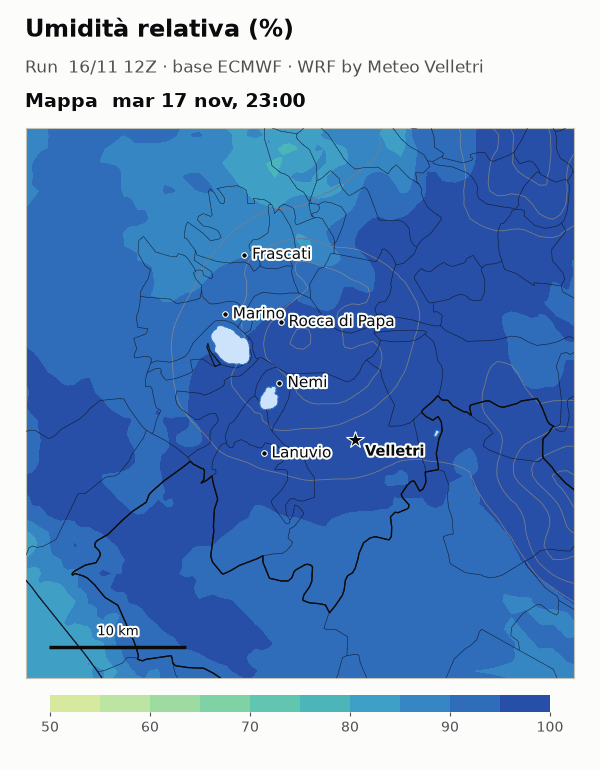 Umidità relativa (%)
Run  16/11 12Z · base ECMWF · WRF by Meteo Velletri
Mappa  mar 17 nov, 23:00
Frascati
Marino
Rocca di Papa
Nemi
Velletri
Lanuvio
10 km
50 60 70 80 90 100